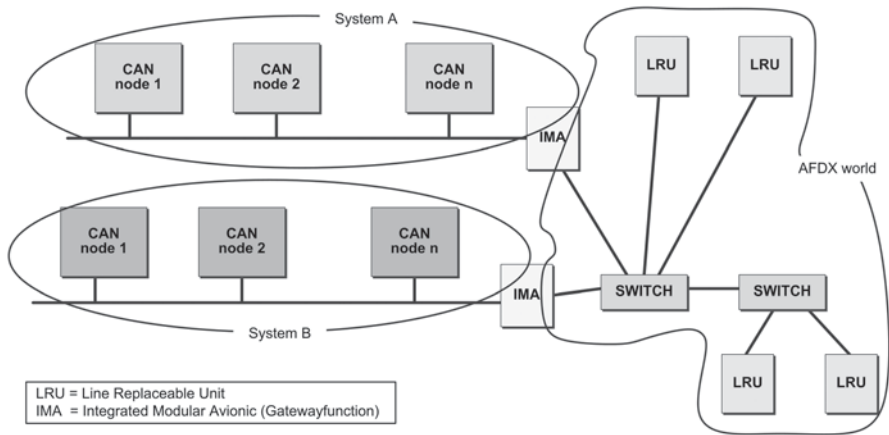 System A
CAN
node 1
CAN
node 2
CAN
node n
LRU
LRU
IMA
AFDX world
CAN
node 1
CAN
node 2
CAN
node n
IMA
SWITCH
SWITCH
System B
LRU
LRU
LRU = Line Replaceable Unit
IMA = Integrated Modular Avionic (Gatewayfunction)